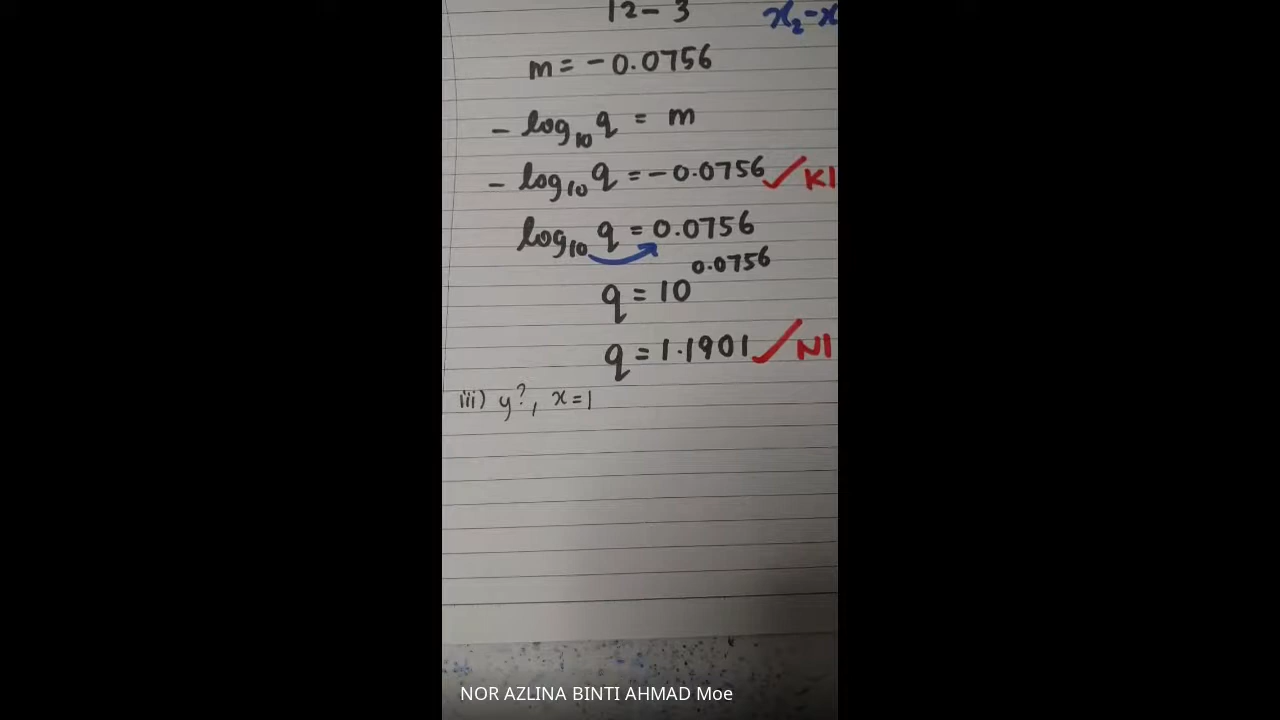 12 - 3
x₂ - x
m = - 0.0756
- log₁₀ q = m
- log₁₀ q = - 0.0756 ✓ K1
log₁₀ q = 0.0756
q = 10^0.0756
q = 1.1901 ✓ N1
iii) y?, x = 1
NOR AZLINA BINTI AHMAD Moe